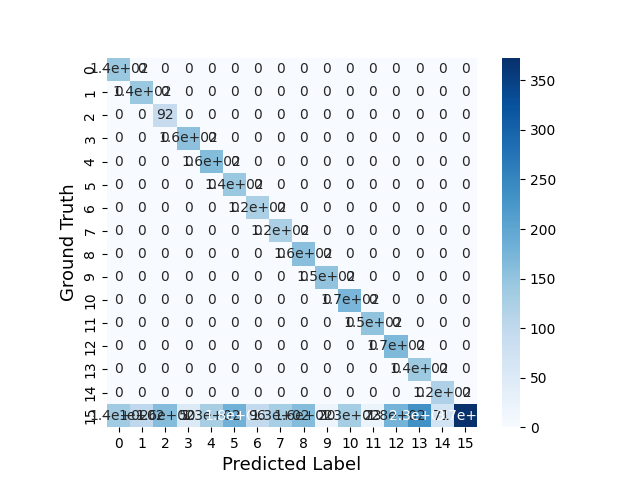 0 1.4e+02 0 0 0 0 0 0 0 0 0 0 0 0 0 0 0
1 0 1.4e+02 0 0 0 0 0 0 0 0 0 0 0 0 0 0
2 0 0 92 0 0 0 0 0 0 0 0 0 0 0 0 0
3 0 0 0 1.6e+02 0 0 0 0 0 0 0 0 0 0 0 0
4 0 0 0 0 1.6e+02 0 0 0 0 0 0 0 0 0 0 0
5 0 0 0 0 0 1.4e+02 0 0 0 0 0 0 0 0 0 0
6 0 0 0 0 0 0 1.2e+02 0 0 0 0 0 0 0 0 0
7 0 0 0 0 0 0 0 1.2e+02 0 0 0 0 0 0 0 0
8 0 0 0 0 0 0 0 0 1.6e+02 0 0 0 0 0 0 0
9 0 0 0 0 0 0 0 0 0 1.5e+02 0 0 0 0 0 0
10 0 0 0 0 0 0 0 0 0 0 1.7e+02 0 0 0 0 0
11 0 0 0 0 0 0 0 0 0 0 0 1.5e+02 0 0 0 0
12 0 0 0 0 0 0 0 0 0 0 0 0 1.7e+02 0 0 0
13 0 0 0 0 0 0 0 0 0 0 0 0 0 1.4e+02 0 0
14 0 0 0 0 0 0 0 0 0 0 0 0 0 0 1.2e+02 0
15
0 1 2 3 4 5 6 7 8 9 10 11 12 13 14 15
Predicted Label
Ground Truth
350
300
250
200
150
100
50
0